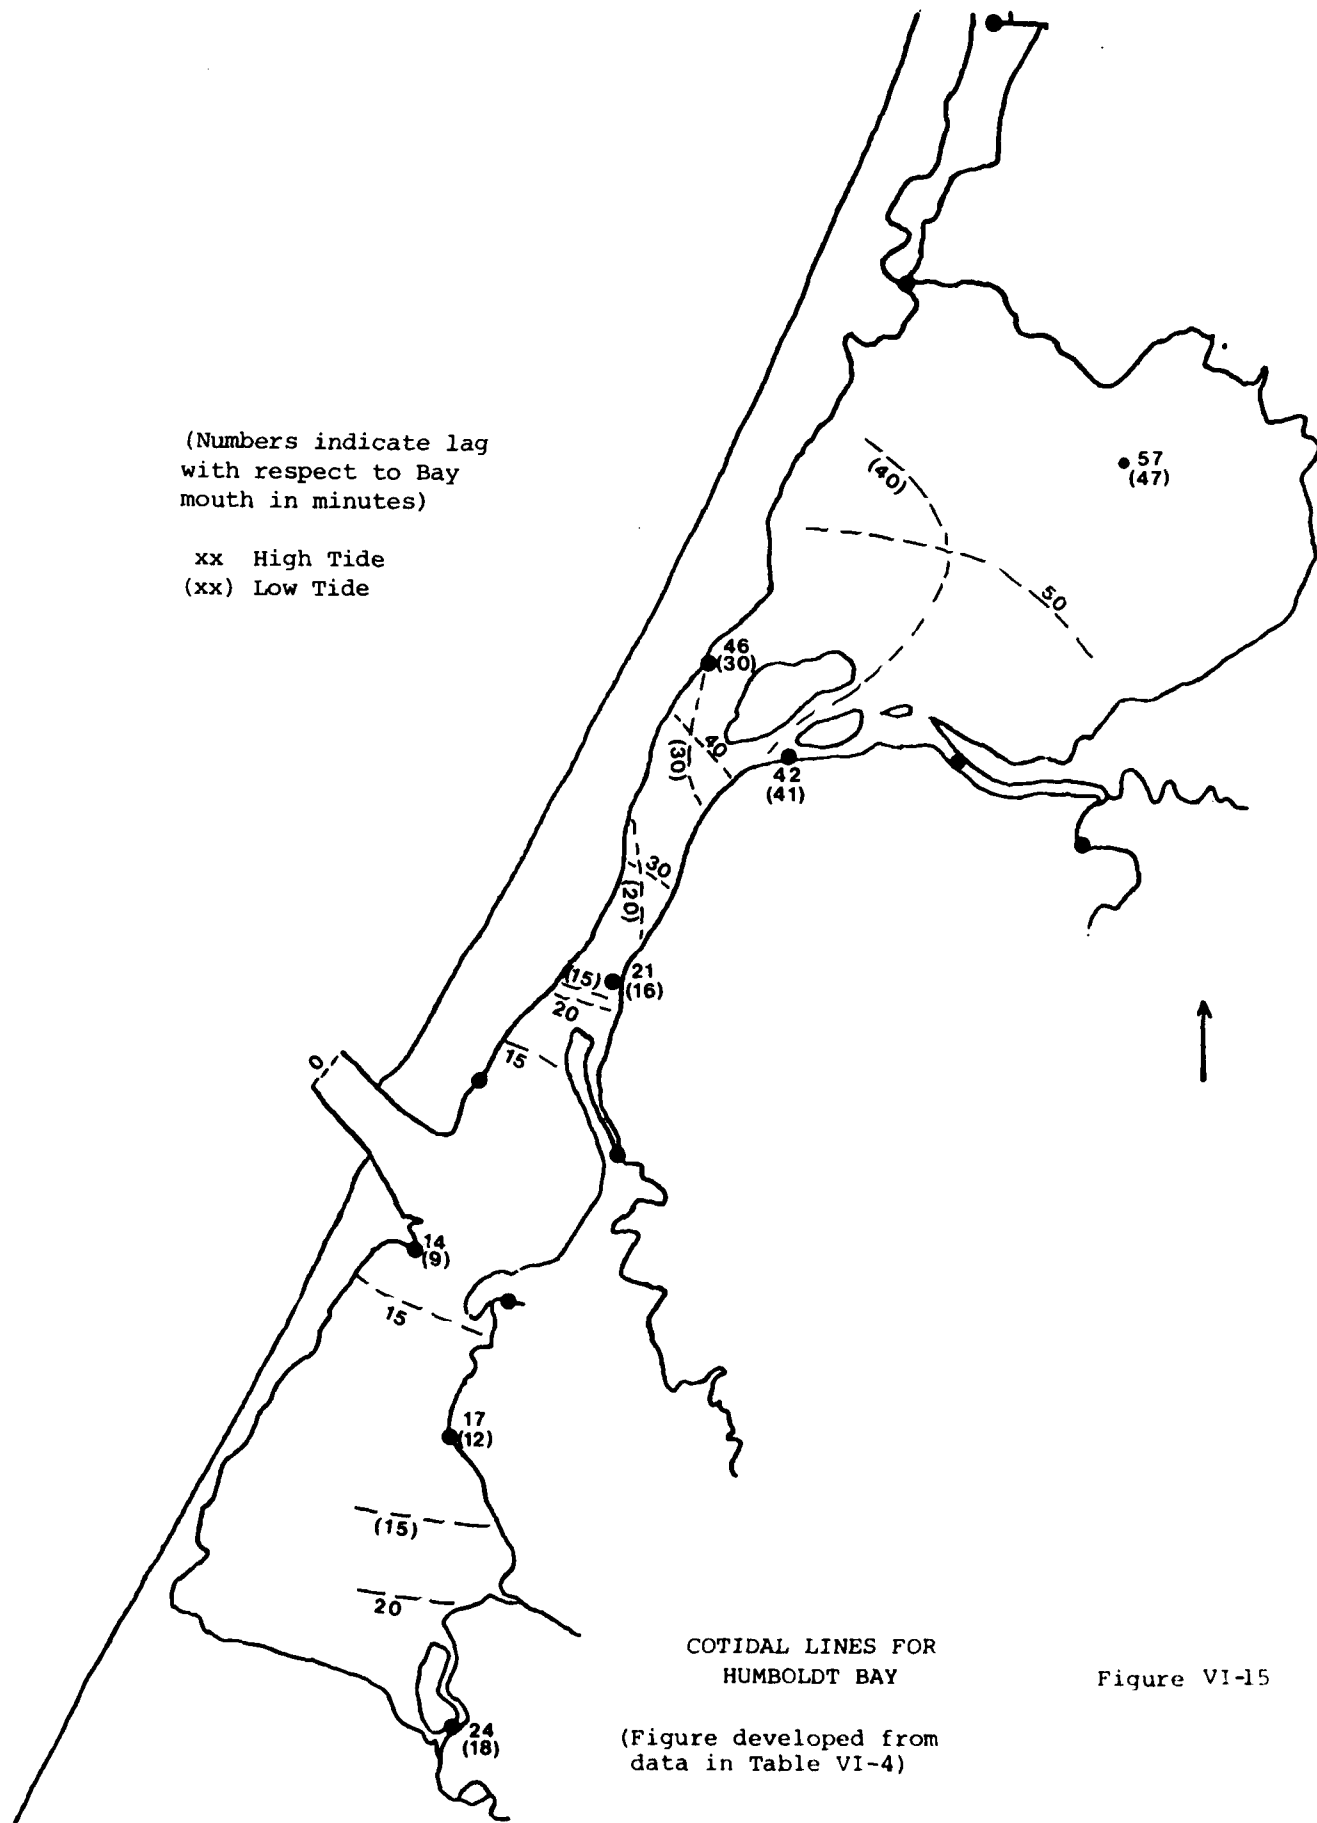 (Numbers indicate lag
with respect to Bay
mouth in minutes)
xx High Tide
(xx) Low Tide
57
(47)
(40)
50
46
(30)
40
(30)
42
(41)
30
(20)
21
(16)
(15)
20
15
0
14
(9)
15
17
(12)
(15)
20
24
(18)
COTIDAL LINES FOR
HUMBOLDT BAY
Figure VI-15
(Figure developed from
data in Table VI-4)